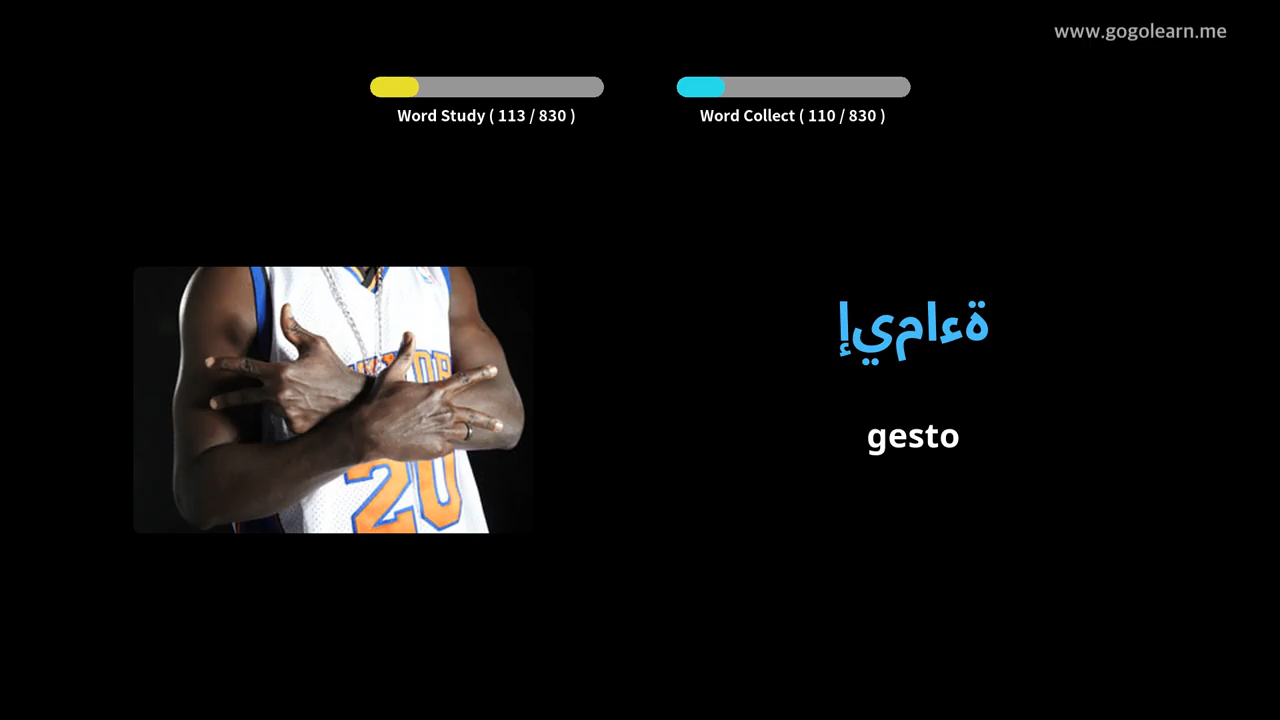 www.gogolearn.me
Word Study ( 113 / 830 )
Word Collect ( 110 / 830 )
إيماءة
gesto
20